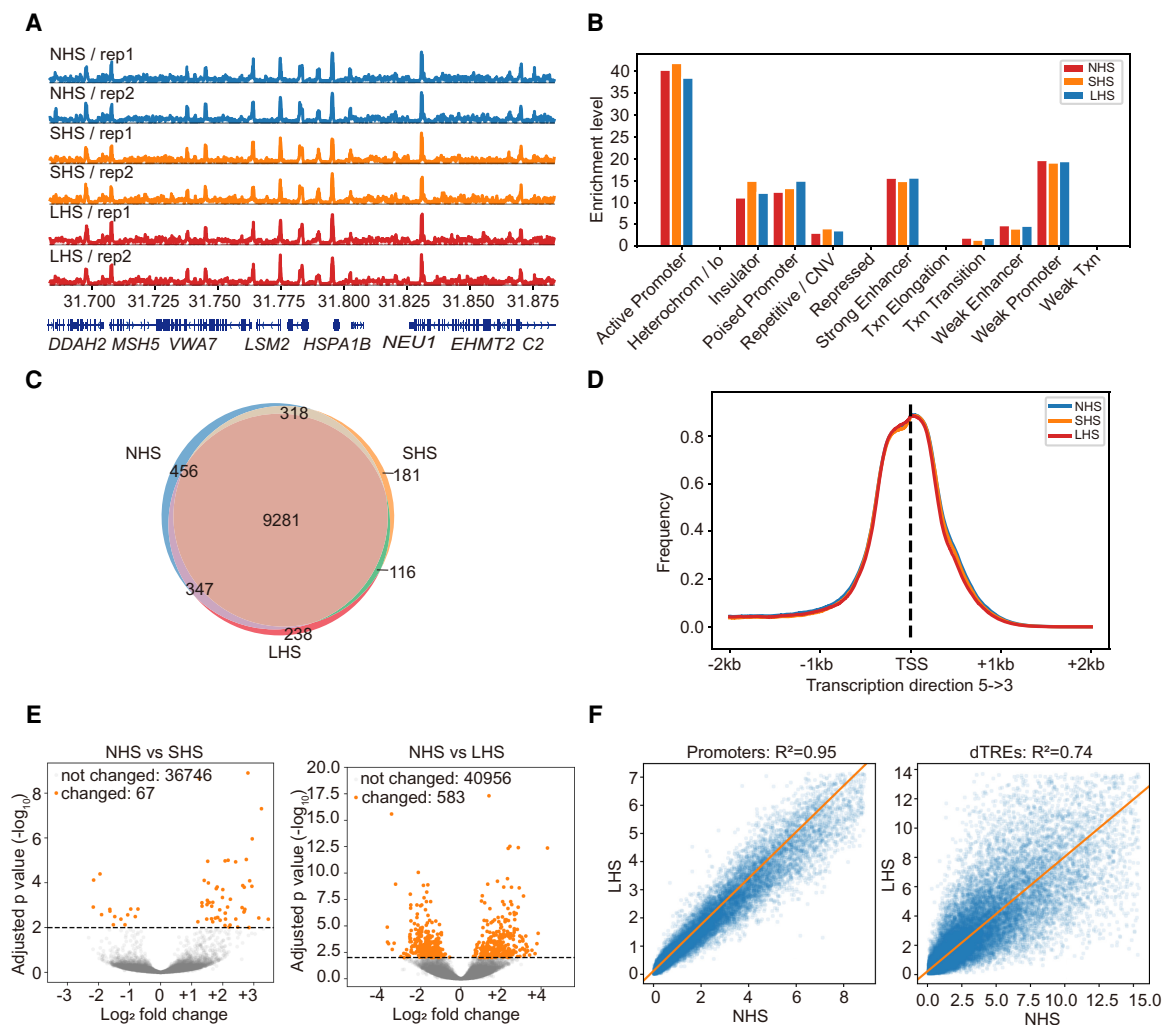 A
NHS / rep1
NHS / rep2
SHS / rep1
SHS / rep2
LHS / rep1
LHS / rep2
31.700 31.725 31.750 31.775 31.800 31.825 31.850 31.875
DDAH2 MSH5 VWA7 LSM2 HSPA1B NEU1 EHMT2 C2
B
Enrichment level
40
35
30
25
20
15
10
5
0
NHS
SHS
LHS
Active Promoter
Heterochrom / lo
Insulator
Poised Promoter
Repetitive / CNV
Repressed
Strong Enhancer
Txn Elongation
Txn Transition
Weak Enhancer
Weak Promoter
Weak Txn
C
318
NHS
SHS
456
181
9281
116
347
238
LHS
D
Frequency
0.8
0.6
0.4
0.2
0.0
NHS
SHS
LHS
-2kb -1kb TSS +1kb +2kb
Transcription direction 5->3
E
NHS vs SHS
not changed: 36746
changed: 67
Adjusted p value (-log₁₀)
8
6
4
2
0
-3 -2 -1 0 +1 +2 +3
Log₂ fold change
NHS vs LHS
not changed: 40956
changed: 583
Adjusted p value (-log₁₀)
20.0
17.5
15.0
12.5
10.0
7.5
5.0
2.5
0.0
-4 -2 0 +2 +4
Log₂ fold change
F
Promoters: R²=0.95
LHS
7
6
5
4
3
2
1
0
0 2 4 6 8
NHS
dTREs: R²=0.74
LHS
14
12
10
8
6
4
2
0
0.0 2.5 5.0 7.5 10.0 12.5 15.0
NHS